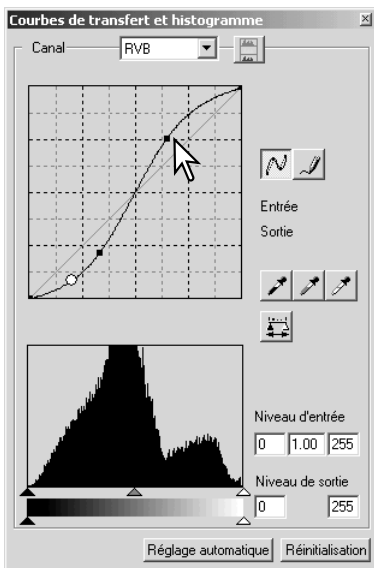 Courbes de transfert et histogramme
Canal RVB
Entrée
Sortie
Niveau d'entrée
0 1.00 255
Niveau de sortie
0 255
Réglage automatique Réinitialisation